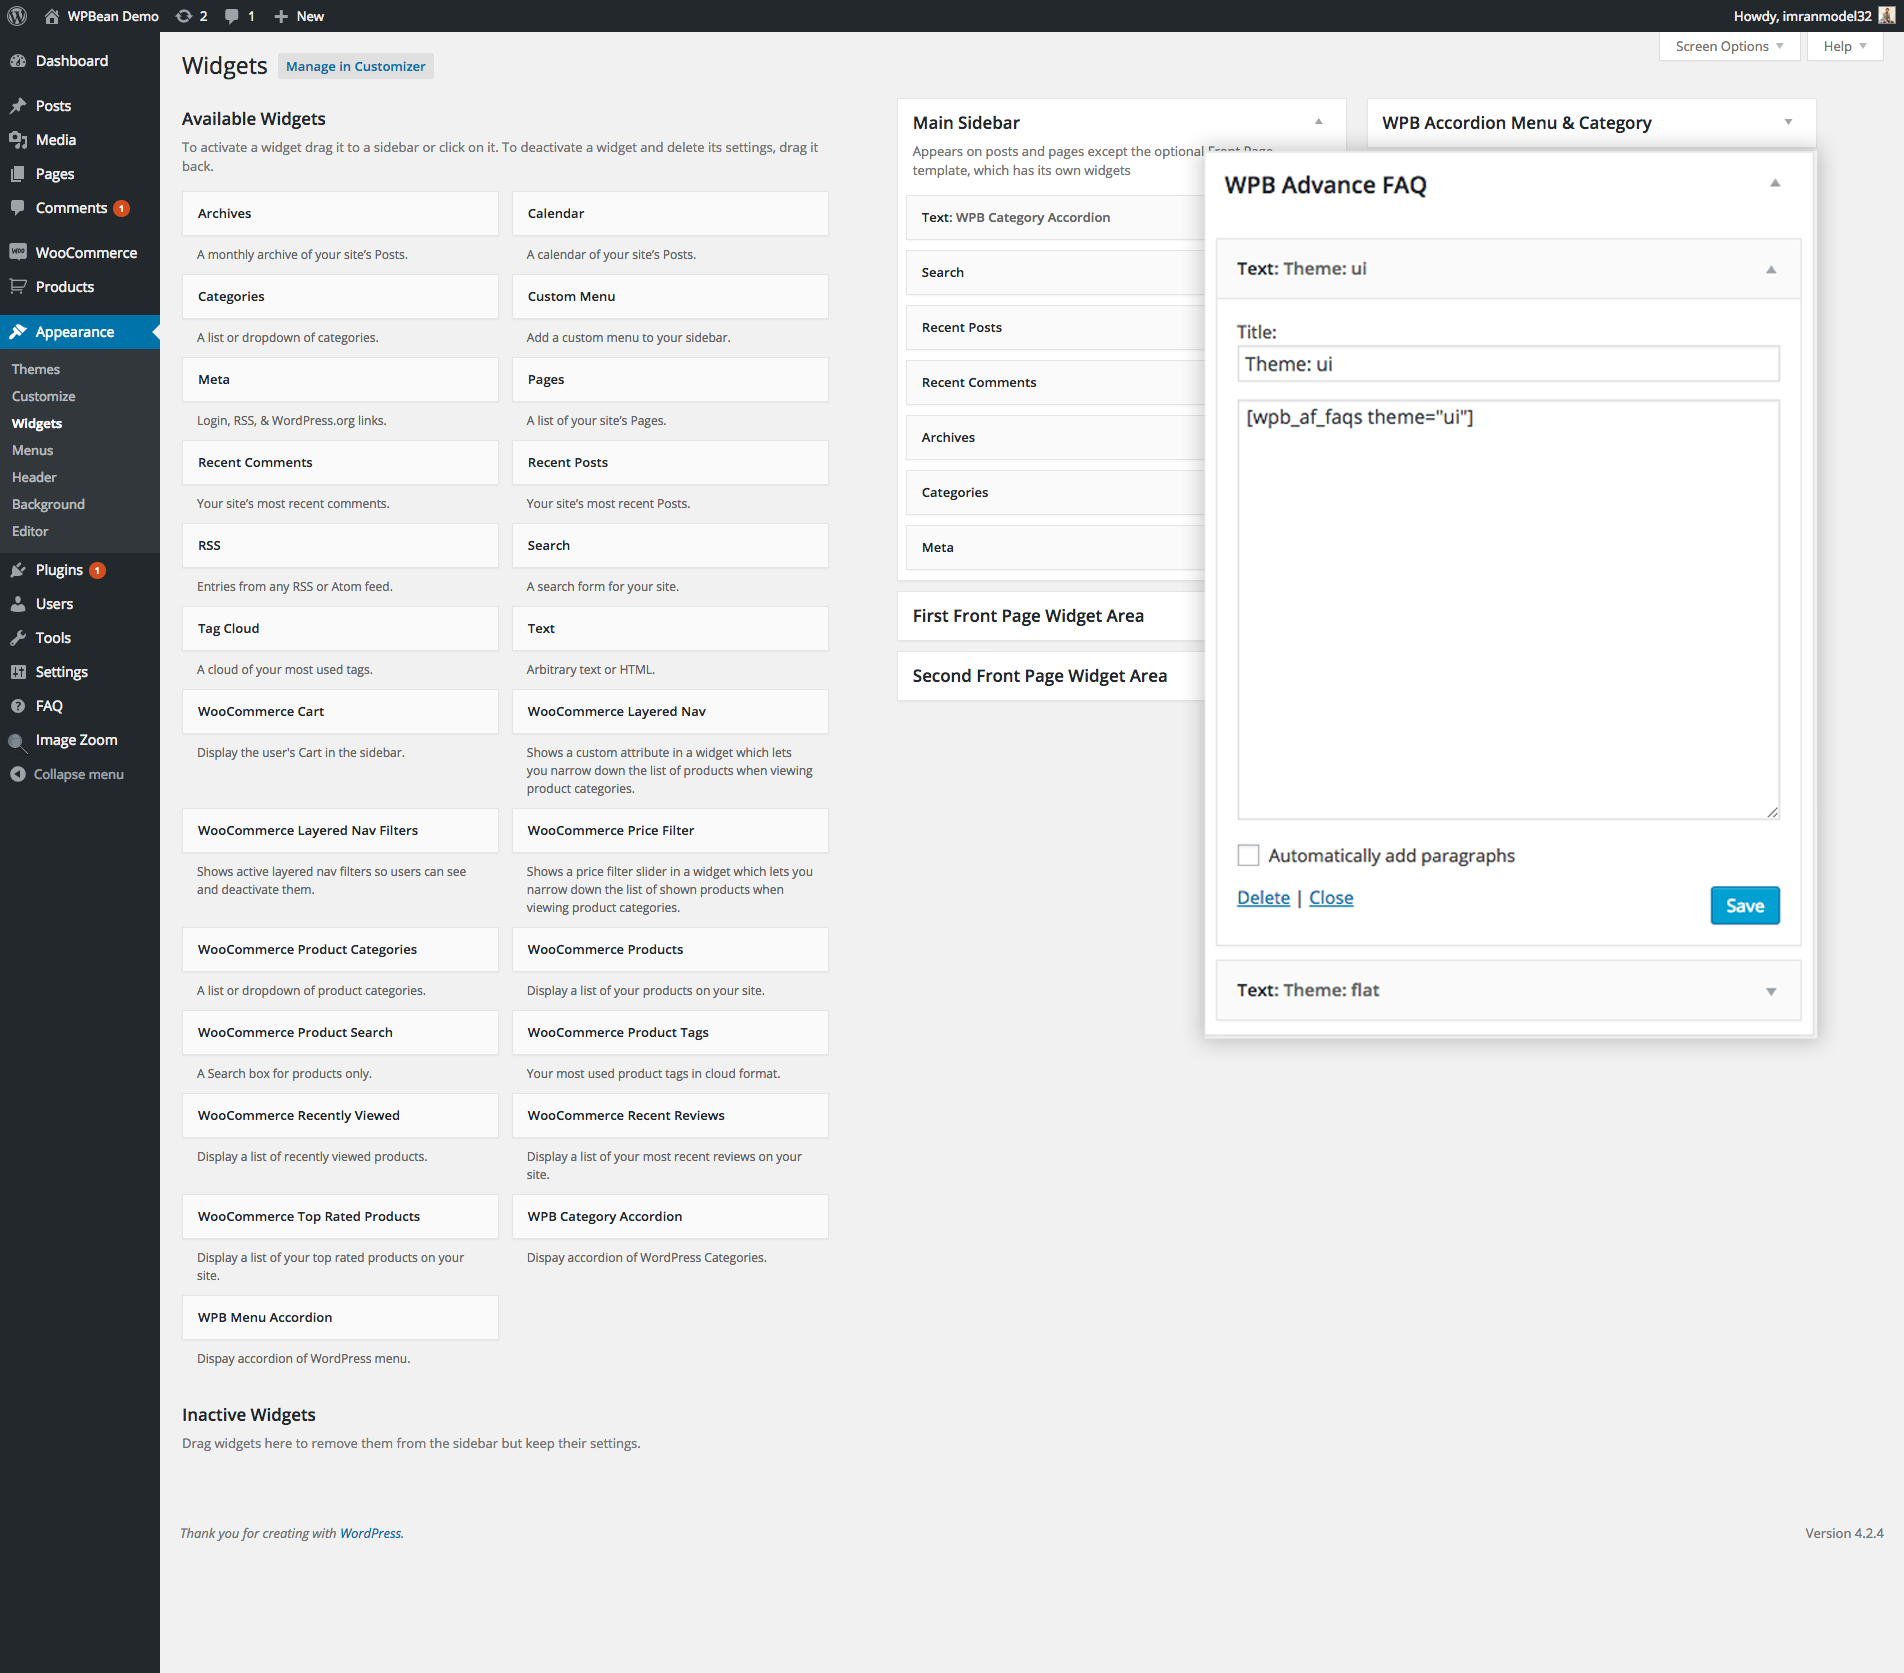 WPBean Demo 2 1 New
Howdy, imranmodel32
Dashboard
Posts
Media
Pages
Comments 1
WooCommerce
Products
Appearance
Themes
Customize
Widgets
Menus
Header
Background
Editor
Plugins 1
Users
Tools
Settings
FAQ
Image Zoom
Collapse menu
Screen Options
Help
Widgets Manage in Customizer
Available Widgets
To activate a widget drag it to a sidebar or click on it. To deactivate a widget and delete its settings, drag it
back.
Archives
A monthly archive of your site's Posts.
Calendar
A calendar of your site's Posts.
Categories
A list or dropdown of categories.
Custom Menu
Add a custom menu to your sidebar.
Meta
Login, RSS, & WordPress.org links.
Pages
A list of your site's Pages.
Recent Comments
Your site's most recent comments.
Recent Posts
Your site's most recent Posts.
RSS
Entries from any RSS or Atom feed.
Search
A search form for your site.
Tag Cloud
A cloud of your most used tags.
Text
Arbitrary text or HTML.
WooCommerce Cart
Display the user's Cart in the sidebar.
WooCommerce Layered Nav
Shows a custom attribute in a widget which lets
you narrow down the list of products when viewing
product categories.
WooCommerce Layered Nav Filters
Shows active layered nav filters so users can see
and deactivate them.
WooCommerce Price Filter
Shows a price filter slider in a widget which lets you
narrow down the list of shown products when
viewing product categories.
WooCommerce Product Categories
A list or dropdown of product categories.
WooCommerce Products
Display a list of your products on your site.
WooCommerce Product Search
A Search box for products only.
WooCommerce Product Tags
Your most used product tags in cloud format.
WooCommerce Recently Viewed
Display a list of recently viewed products.
WooCommerce Recent Reviews
Display a list of your most recent reviews on your
site.
WooCommerce Top Rated Products
Display a list of your top rated products on your
site.
WPB Category Accordion
Dispay accordion of WordPress Categories.
WPB Menu Accordion
Dispay accordion of WordPress menu.
Inactive Widgets
Drag widgets here to remove them from the sidebar but keep their settings.
Main Sidebar
Appears on posts and pages except the optional Front Page
template, which has its own widgets
Text: WPB Category Accordion
Search
Recent Posts
Recent Comments
Archives
Categories
Meta
First Front Page Widget Area
Second Front Page Widget Area
WPB Accordion Menu & Category
WPB Advance FAQ
Text: Theme: ui
Title:
Theme: ui
[wpb_af_faqs theme="ui"]
Automatically add paragraphs
Delete | Close
Save
Text: Theme: flat
Thank you for creating with WordPress.
Version 4.2.4